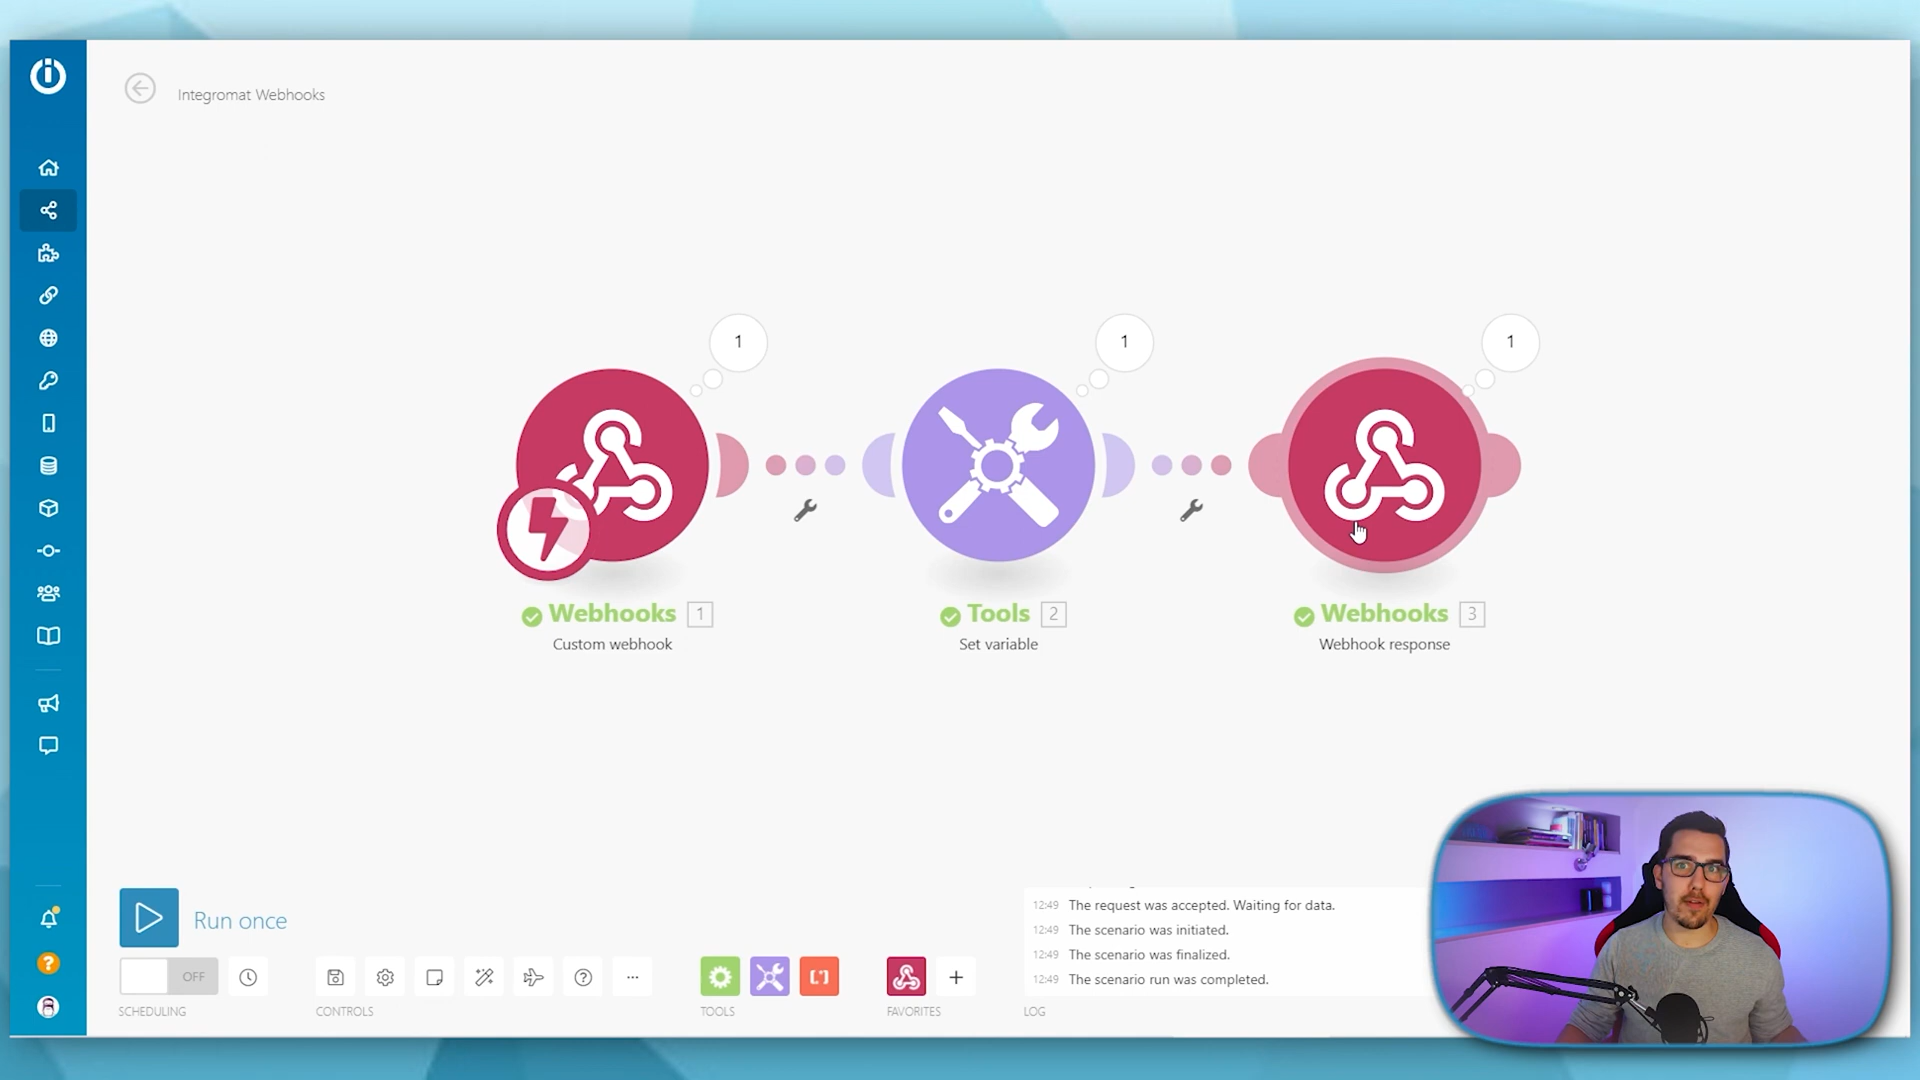 Integromat Webhooks
1
1
1
Webhooks 1
Custom webhook
Tools 2
Set variable
Webhooks 3
Webhook response
Run once
OFF
SCHEDULING
CONTROLS
TOOLS
FAVORITES
12:49 The request was accepted. Waiting for data.
12:49 The scenario was initiated.
12:49 The scenario was finalized.
12:49 The scenario run was completed.
LOG